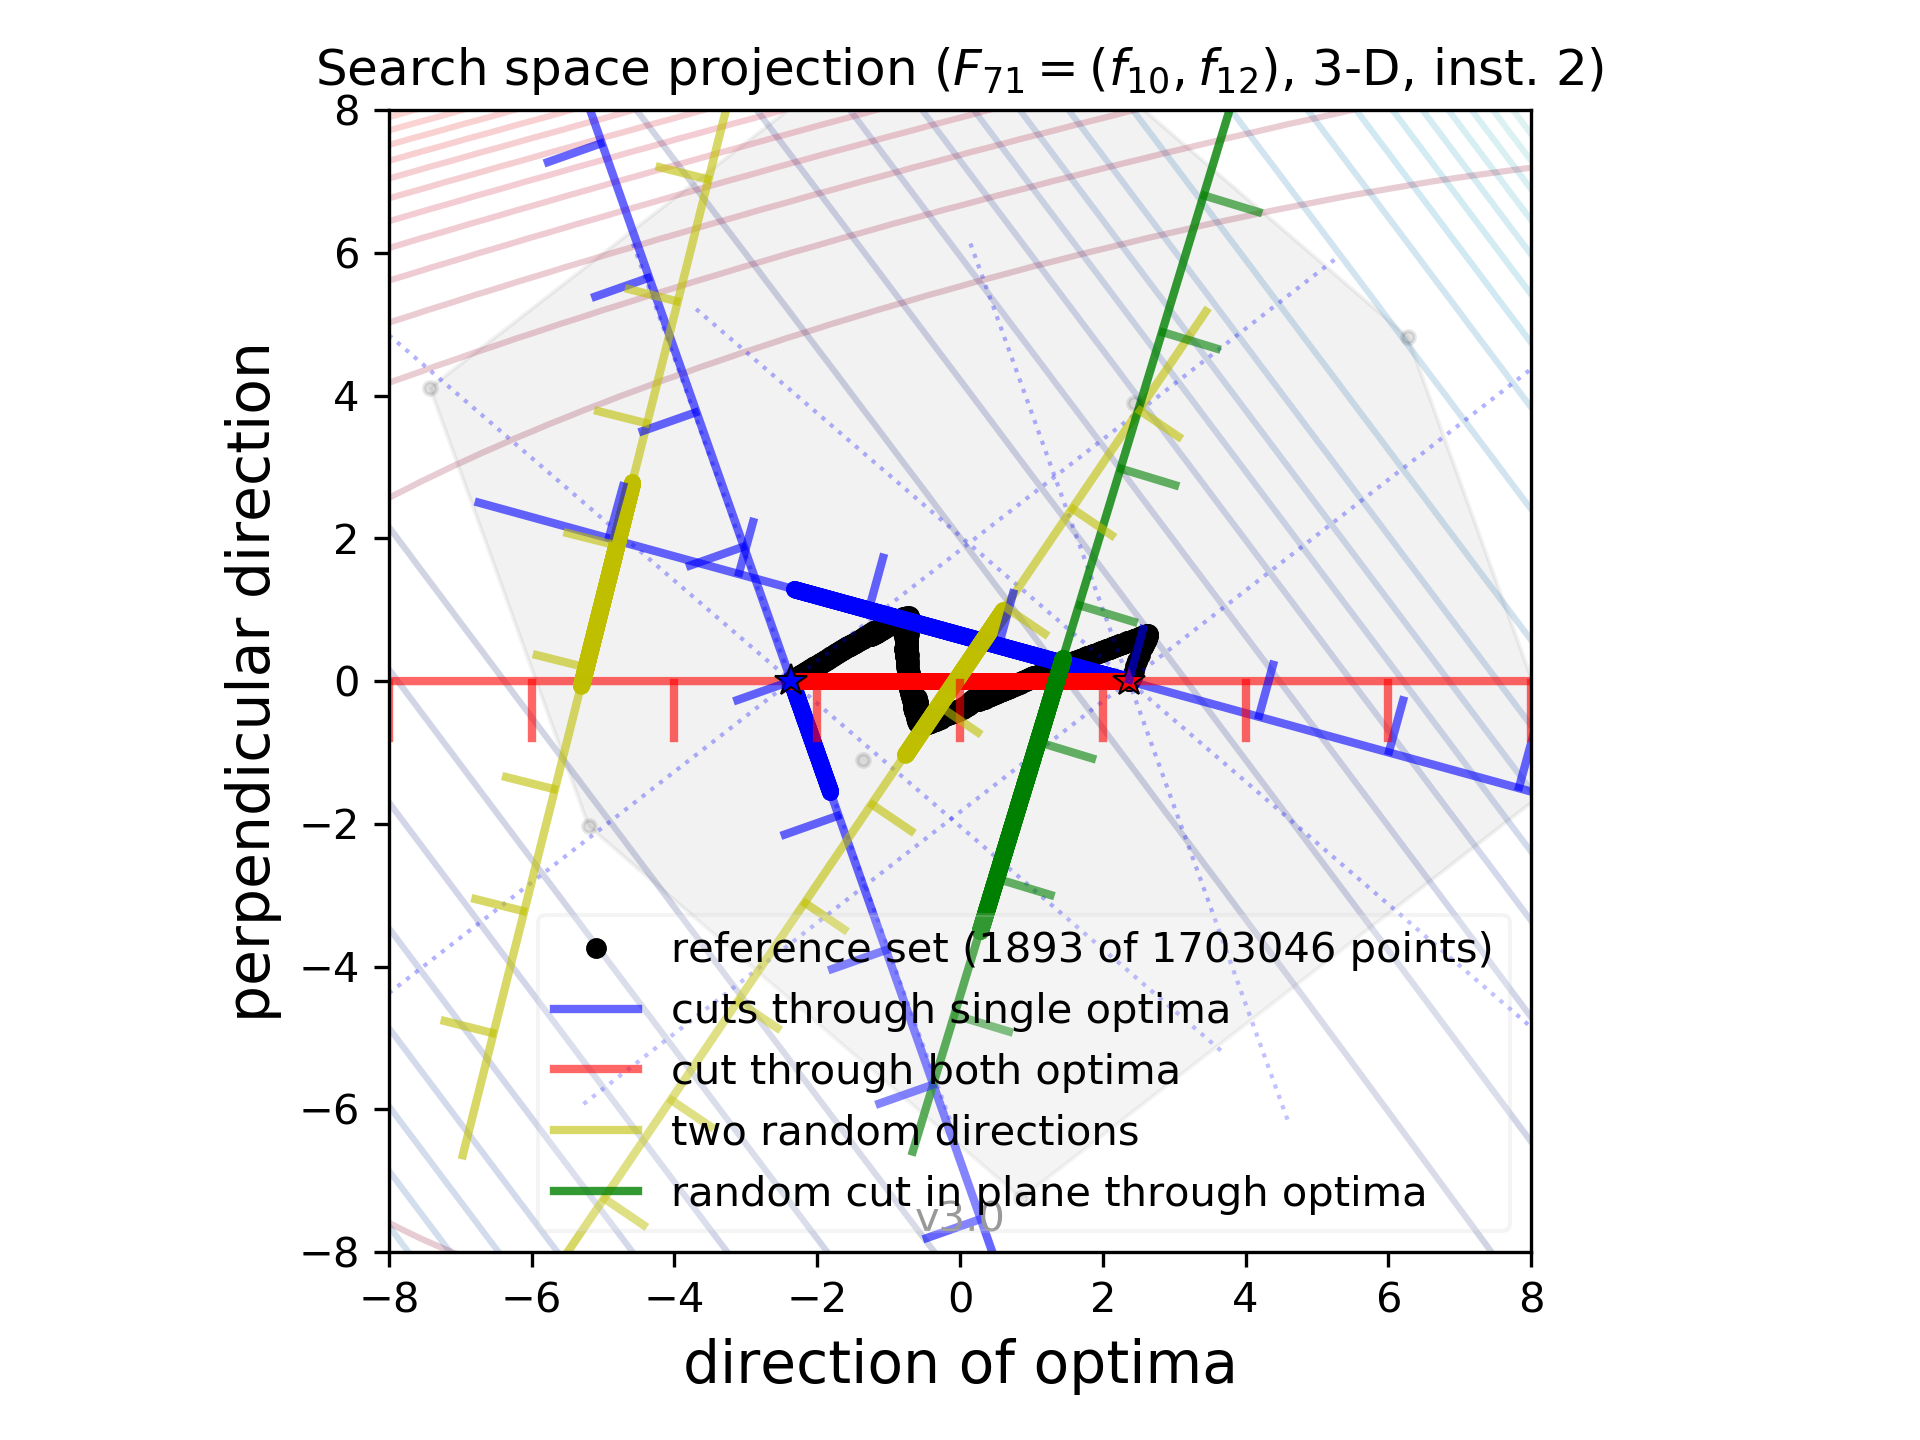 Search space projection (F71 = (f10, f12), 3-D, inst. 2)
8
6
4
2
0
−2
−4
−6
−8
perpendicular direction
reference set (1893 of 1703046 points)
cuts through single optima
cut through both optima
two random directions
random cut in plane through optima
v3.0
−8 −6 −4 −2 0 2 4 6 8
direction of optima